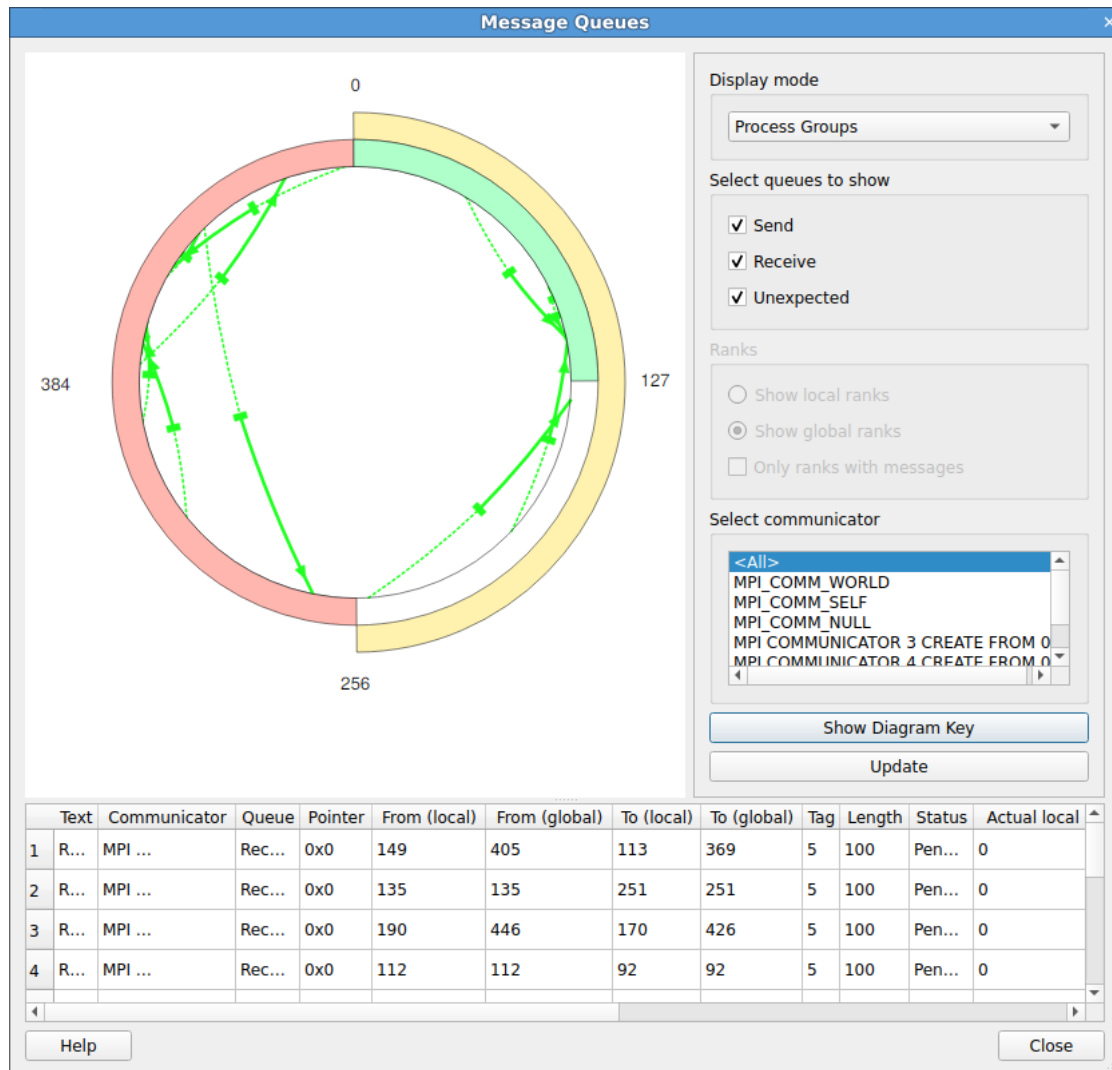 Message Queues
0
384
127
256
Display mode
Process Groups
Select queues to show
Send
Receive
Unexpected
Ranks
Show local ranks
Show global ranks
Only ranks with messages
Select communicator
<All>
MPI_COMM_WORLD
MPI_COMM_SELF
MPI_COMM_NULL
MPI COMMUNICATOR 3 CREATE FROM 0
MPI COMMUNICATOR 4 CREATE FROM 0
Show Diagram Key
Update
Text Communicator Queue Pointer From (local) From (global) To (local) To (global) Tag Length Status Actual local
1 R... MPI ... Rec... 0x0 149 405 113 369 5 100 Pen... 0
2 R... MPI ... Rec... 0x0 135 135 251 251 5 100 Pen... 0
3 R... MPI ... Rec... 0x0 190 446 170 426 5 100 Pen... 0
4 R... MPI ... Rec... 0x0 112 112 92 92 5 100 Pen... 0
Help
Close